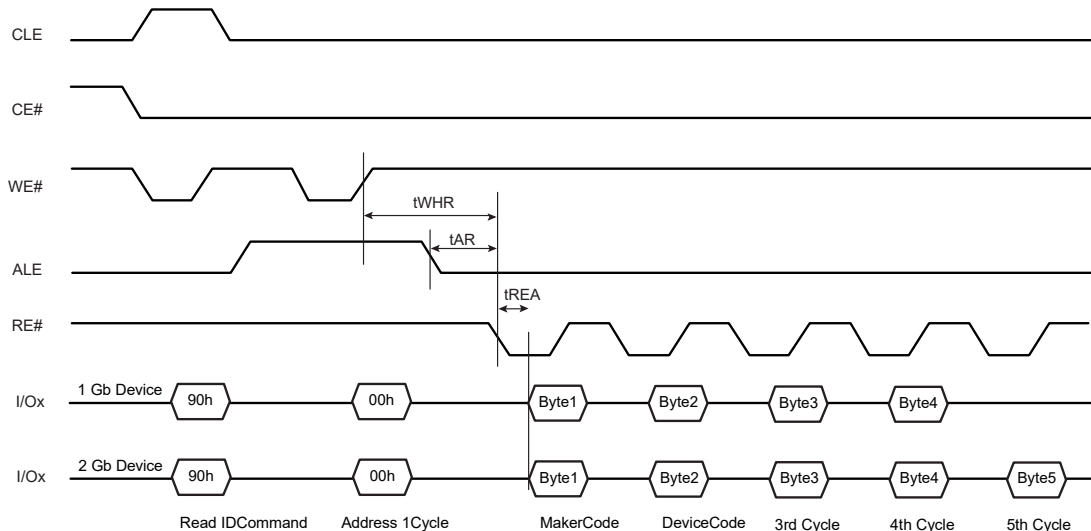 CLE
CE#
WE#
tWHR
tAR
ALE
tREA
RE#
1 Gb Device
I/Ox 90h 00h Byte1 Byte2 Byte3 Byte4
2 Gb Device
I/Ox 90h 00h Byte1 Byte2 Byte3 Byte4 Byte5
Read IDCommand Address 1Cycle MakerCode DeviceCode 3rd Cycle 4th Cycle 5th Cycle